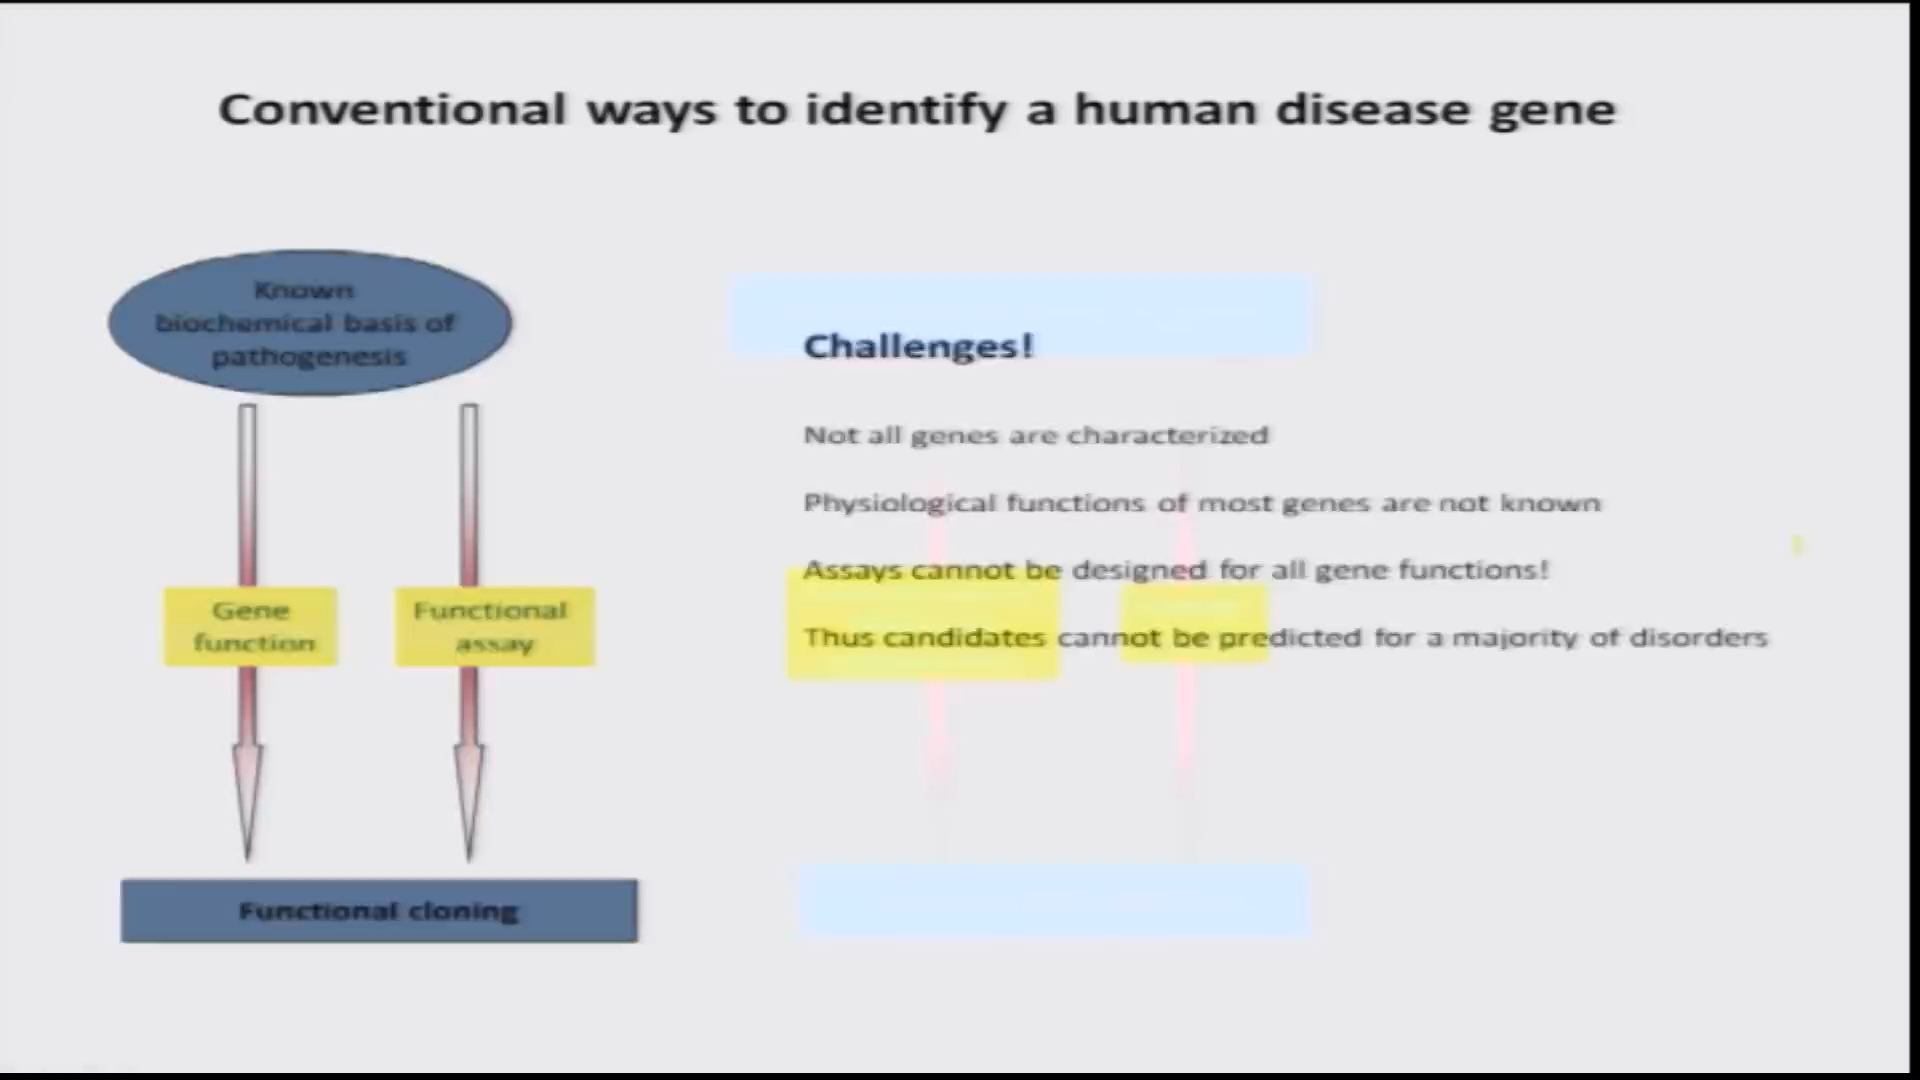 Conventional ways to identify a human disease gene
Known
biochemical basis of
pathogenesis
Gene
function
Functional
assay
Functional cloning
Challenges!
Not all genes are characterized
Physiological functions of most genes are not known
Assays cannot be designed for all gene functions!
Thus candidates cannot be predicted for a majority of disorders